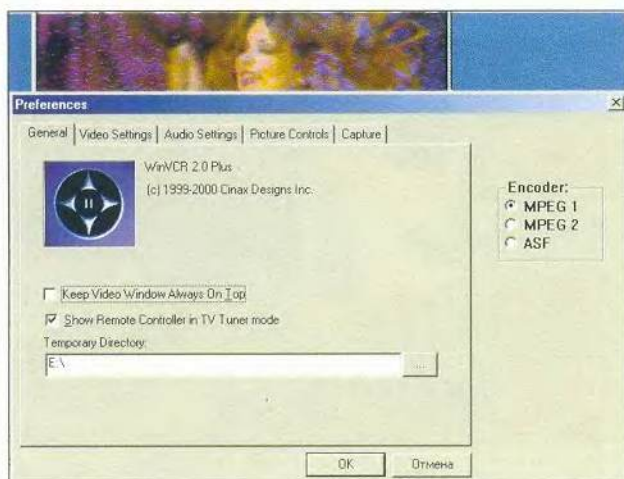 Preferences
General Video Settings Audio Settings Picture Controls Capture
WinVCR 2.0 Plus
(c) 1999-2000 Cinax Designs Inc.
Encoder:
MPEG 1
MPEG 2
ASF
Keep Video Window Always On Top
Show Remote Controller in TV Tuner mode
Temporary Directory:
E:\
...
OK Отмена